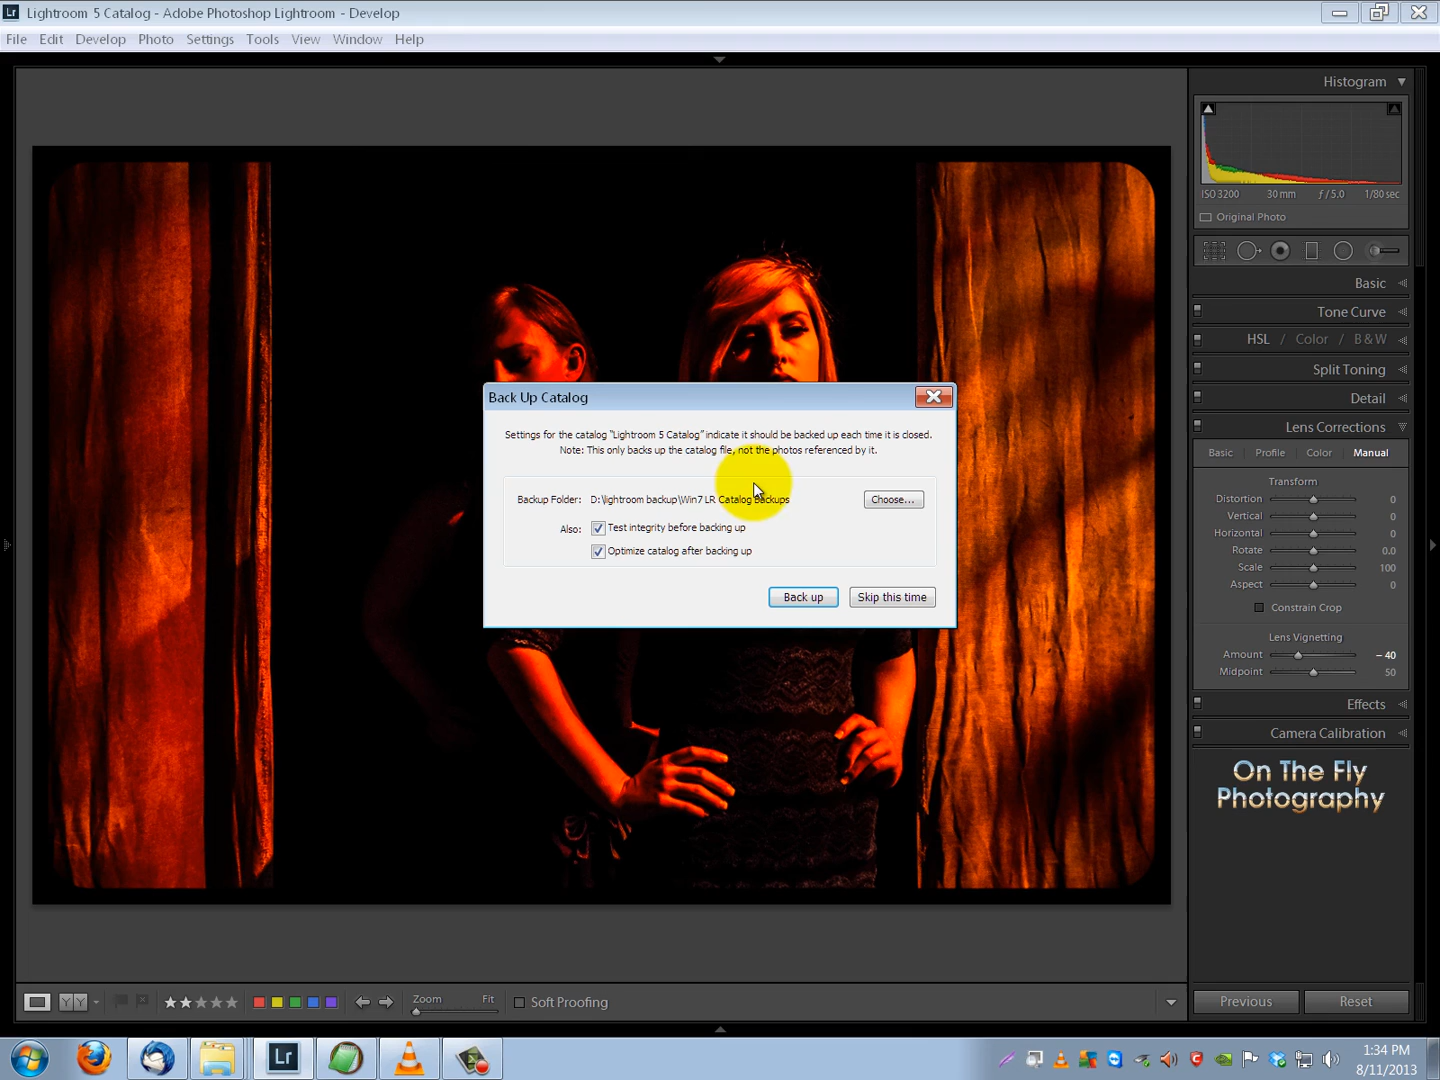 Lr Lightroom 5 Catalog - Adobe Photoshop Lightroom - Develop
File Edit Develop Photo Settings Tools View Window Help
Histogram
ISO 3200 30 mm ƒ / 5.0 1/80 sec
Original Photo
Basic
Tone Curve
HSL / Color / B & W
Split Toning
Detail
Lens Corrections
Basic Profile Color Manual
Transform
Distortion 0
Vertical 0
Horizontal 0
Rotate 0.0
Scale 100
Aspect 0
Constrain Crop
Lens Vignetting
Amount – 40
Midpoint 50
Effects
Camera Calibration
On The Fly
Photography
Previous Reset
Back Up Catalog
Settings for the catalog "Lightroom 5 Catalog" indicate it should be backed up each time it is closed.
Note: This only backs up the catalog file, not the photos referenced by it.
Backup Folder: D:\lightroom backup\Win7 LR Catalog Backups Choose...
Also: Test integrity before backing up
Optimize catalog after backing up
Back up Skip this time
YY Zoom Fit Soft Proofing
Lr
1:34 PM
8/11/2013